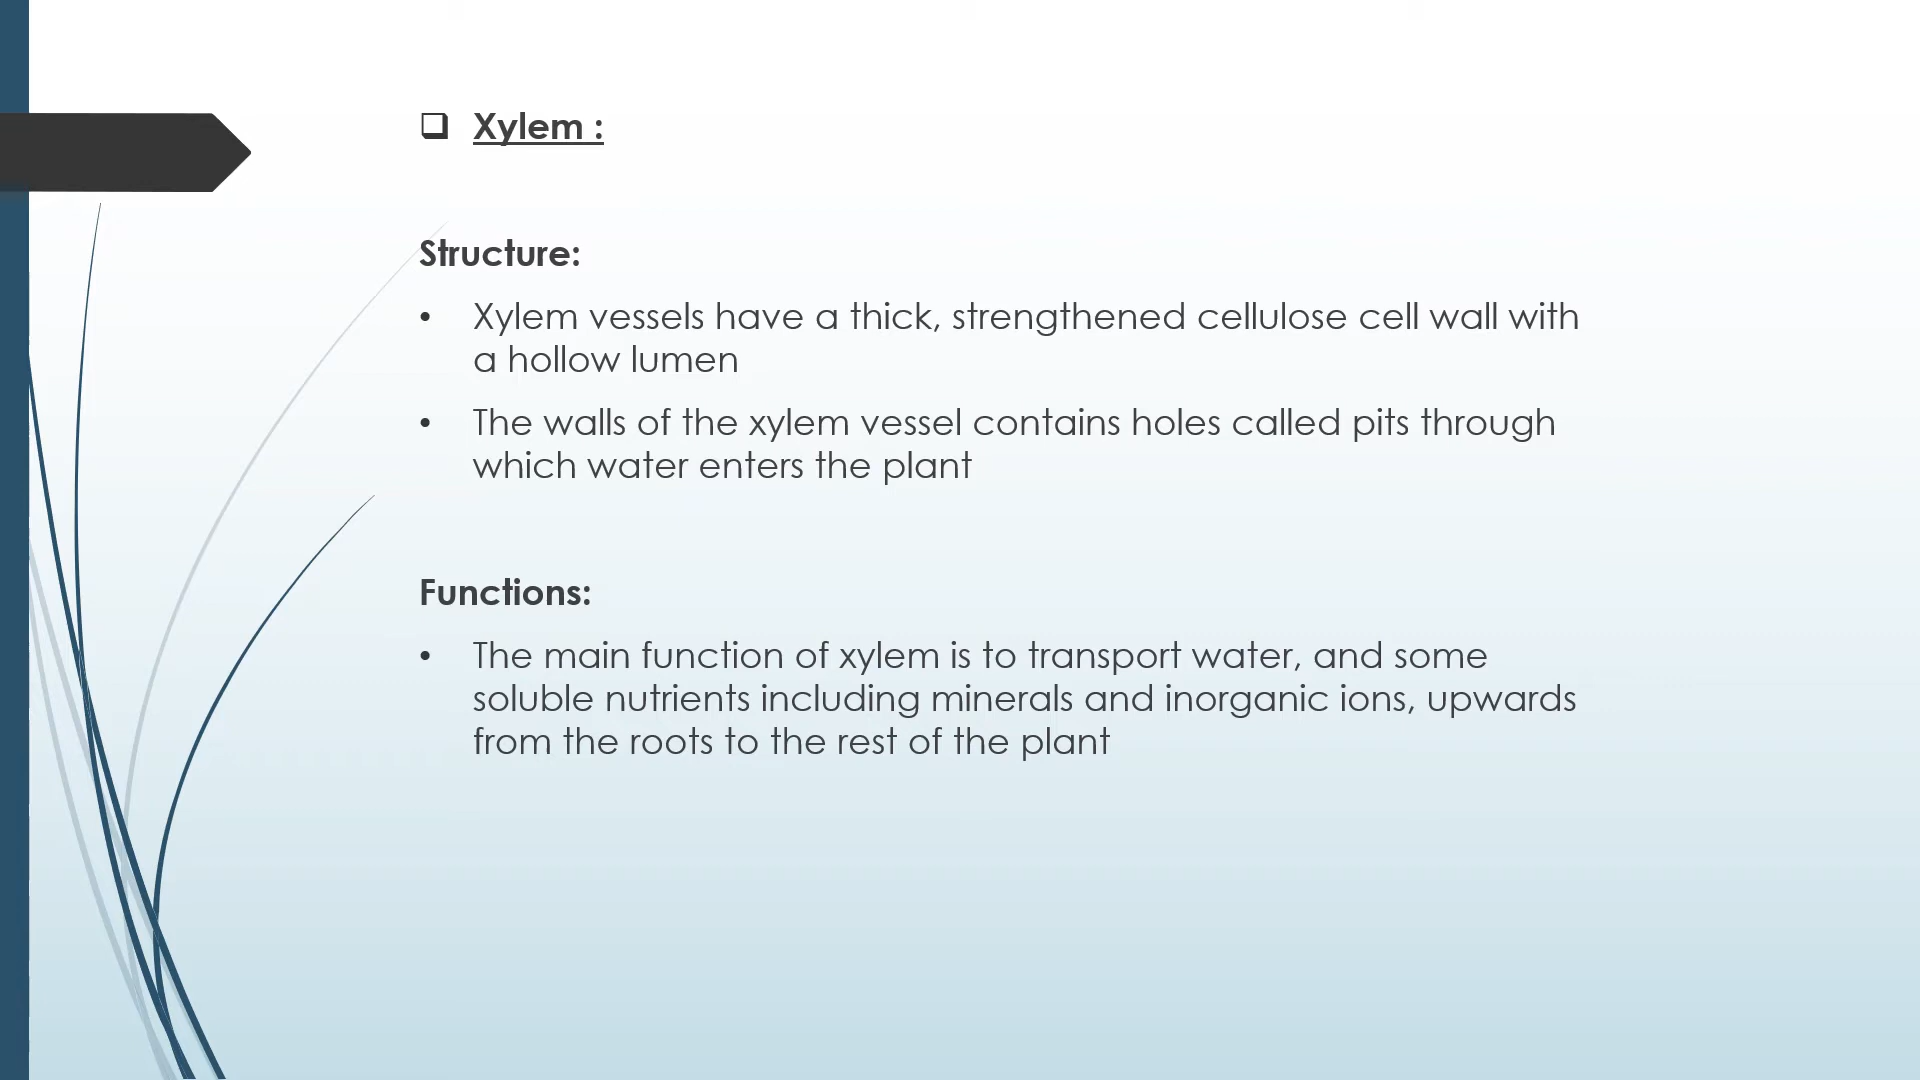 ❑ Xylem :
Structure:
• Xylem vessels have a thick, strengthened cellulose cell wall with
a hollow lumen
• The walls of the xylem vessel contains holes called pits through
which water enters the plant
Functions:
• The main function of xylem is to transport water, and some
soluble nutrients including minerals and inorganic ions, upwards
from the roots to the rest of the plant